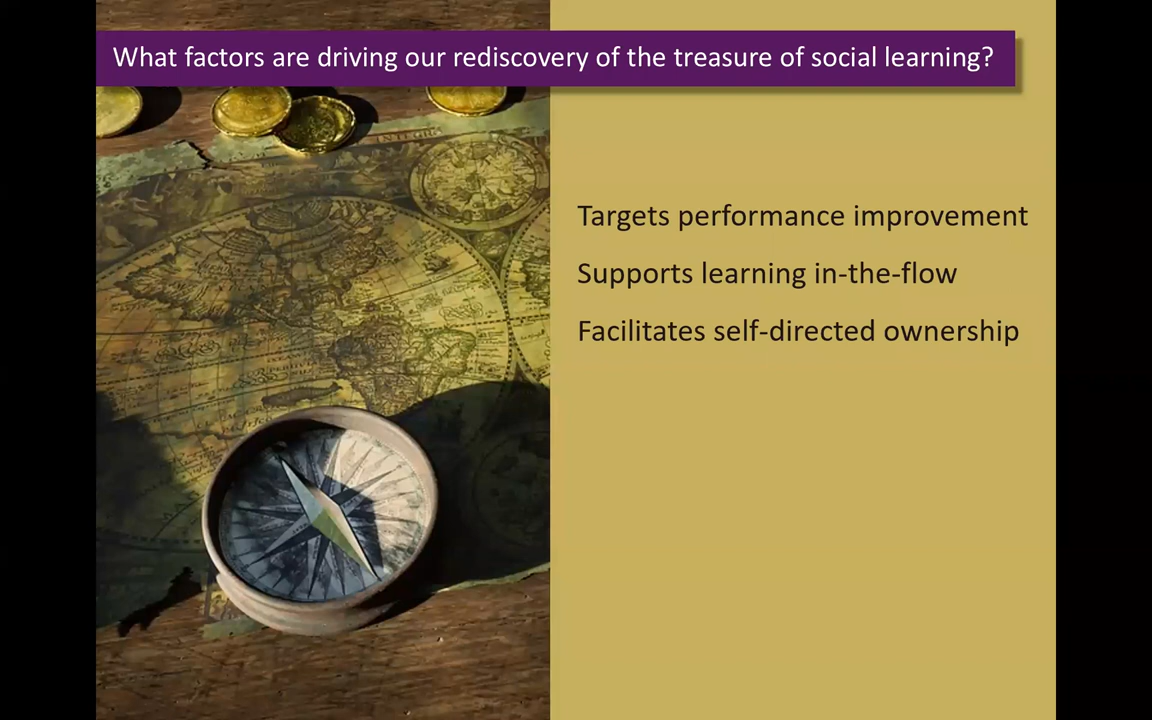 What factors are driving our rediscovery of the treasure of social learning?
INTEGRA
Targets performance improvement
Supports learning in-the-flow
Facilitates self-directed ownership